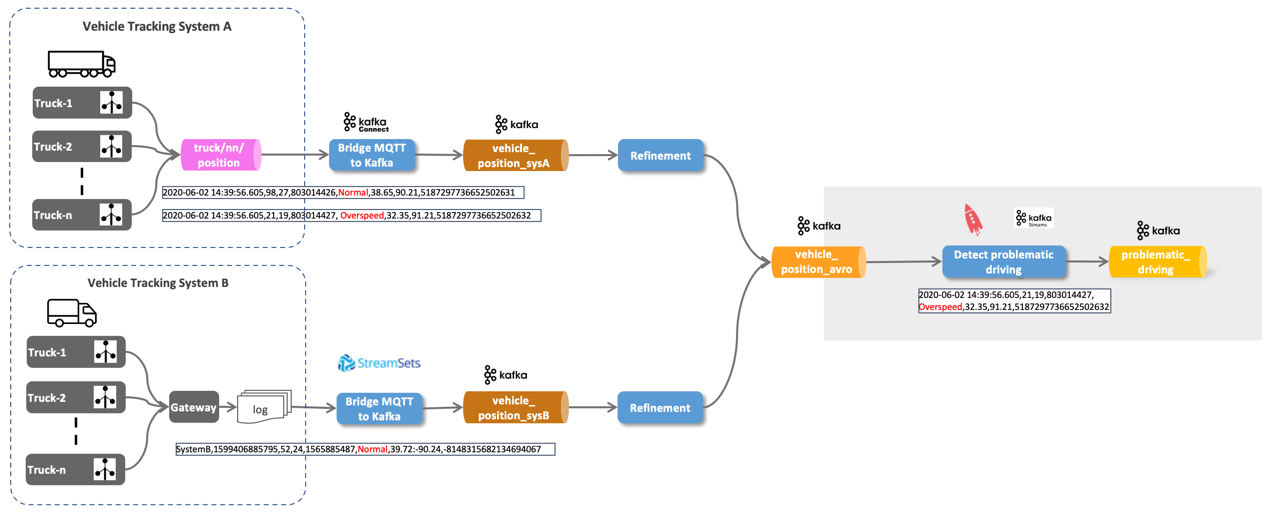 Vehicle Tracking System A
Truck-1
Truck-2
Truck-n
truck/nn/
position
kafka
Connect
Bridge MQTT
to Kafka
kafka
vehicle_
position_sysA
Refinement
2020-06-02 14:39:56.605,98,27,803014426,Normal,38.65,90.21,5187297736652502631
2020-06-02 14:39:56.605,21,19,803014427, Overspeed,32.35,91.21,5187297736652502632
kafka
vehicle_
position_avro
kafka
Streams
Detect problematic
driving
kafka
problematic_
driving
2020-06-02 14:39:56.605,21,19,803014427,
Overspeed,32.35,91.21,5187297736652502632
Vehicle Tracking System B
Truck-1
Truck-2
Truck-n
Gateway
log
StreamSets
Bridge MQTT
to Kafka
kafka
vehicle_
position_sysB
Refinement
SystemB,1599406885795,52,24,1565885487,Normal,39.72:-90.24,-8148315682134694067